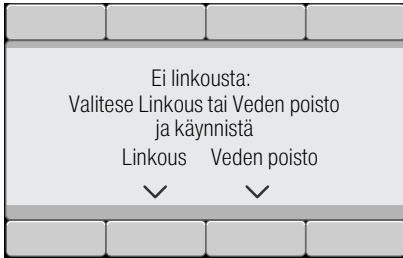 Ei linkousta:
Valitese Linkous tai Veden poisto
ja käynnistä
Linkous Veden poisto